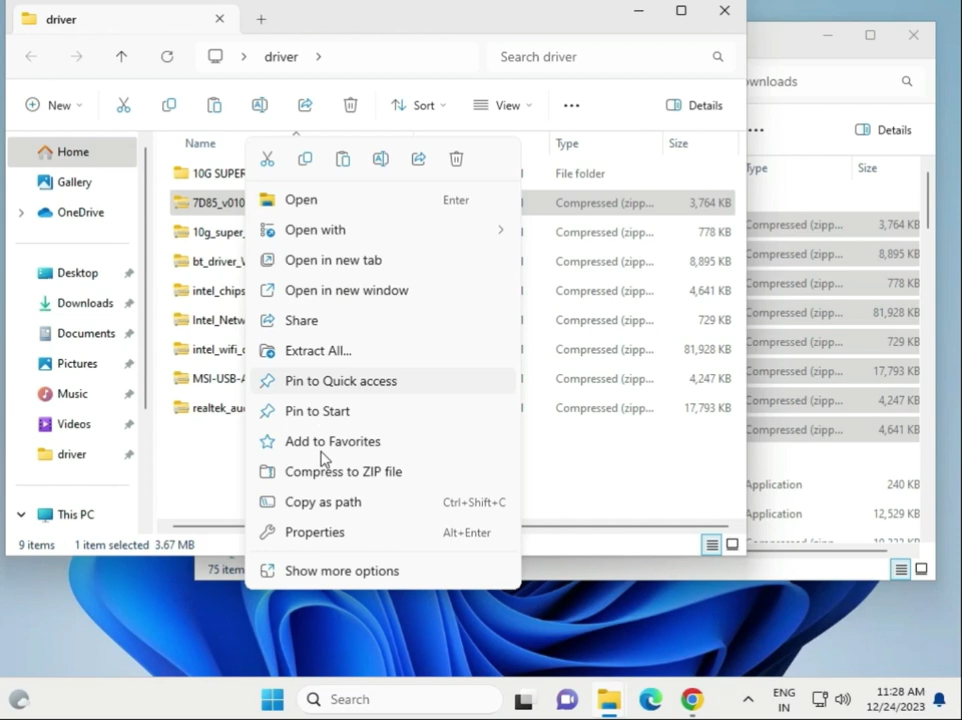 driver
driver
Search driver
New
Sort
View
Details
wnloads
Details
Home
Gallery
OneDrive
Desktop
Downloads
Documents
Pictures
Music
Videos
driver
This PC
Name
Type
Size
10G SUPER
File folder
7D85_v010
Compressed (zipp...
3,764 KB
10g_super_
Compressed (zipp...
778 KB
bt_driver_
Compressed (zipp...
8,895 KB
intel_chips
Compressed (zipp...
4,641 KB
Intel_Netw
Compressed (zipp...
729 KB
intel_wifi_
Compressed (zipp...
81,928 KB
MSI-USB-
Compressed (zipp...
4,247 KB
realtek_au
Compressed (zipp...
17,793 KB
Open
Enter
Open with
Open in new tab
Open in new window
Share
Extract All...
Pin to Quick access
Pin to Start
Add to Favorites
Compress to ZIP file
Copy as path
Ctrl+Shift+C
Properties
Alt+Enter
Show more options
Type
Size
Compressed (zipp...
3,764 KB
Compressed (zipp...
8,895 KB
Compressed (zipp...
778 KB
Compressed (zipp...
81,928 KB
Compressed (zipp...
729 KB
Compressed (zipp...
17,793 KB
Compressed (zipp...
4,247 KB
Compressed (zipp...
4,641 KB
Application
240 KB
Application
12,529 KB
9 items
1 item selected
3.67 MB
75 item
Search
ENG
IN
11:28 AM
12/24/2023